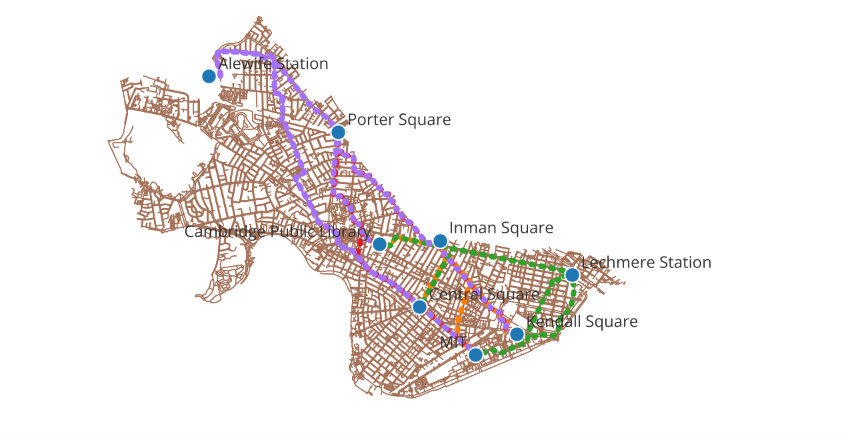 Alewife Station
Porter Square
Inman Square
Cambridge Public Library
Lechmere Station
Central Square
Kendall Square
MIT